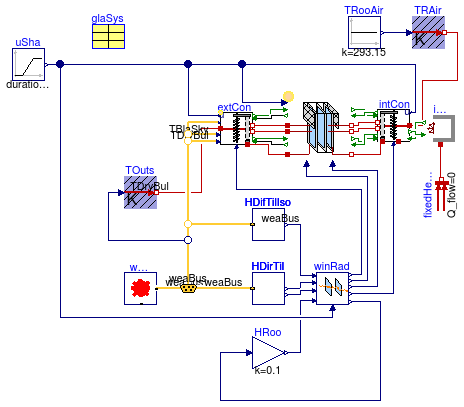 glaSys
TRooAir
TRAir
uSha
K
k=293.15
duratio...
extCon
intCon
i...
TBlaSky
TDryBul
TOuts
TDryBul
K
fixedHe...
Q_flow=0
HDifTilIso
weaBus
w...
weaBus
weaBus
HDirTil
winRad
HRoo
k=0.1